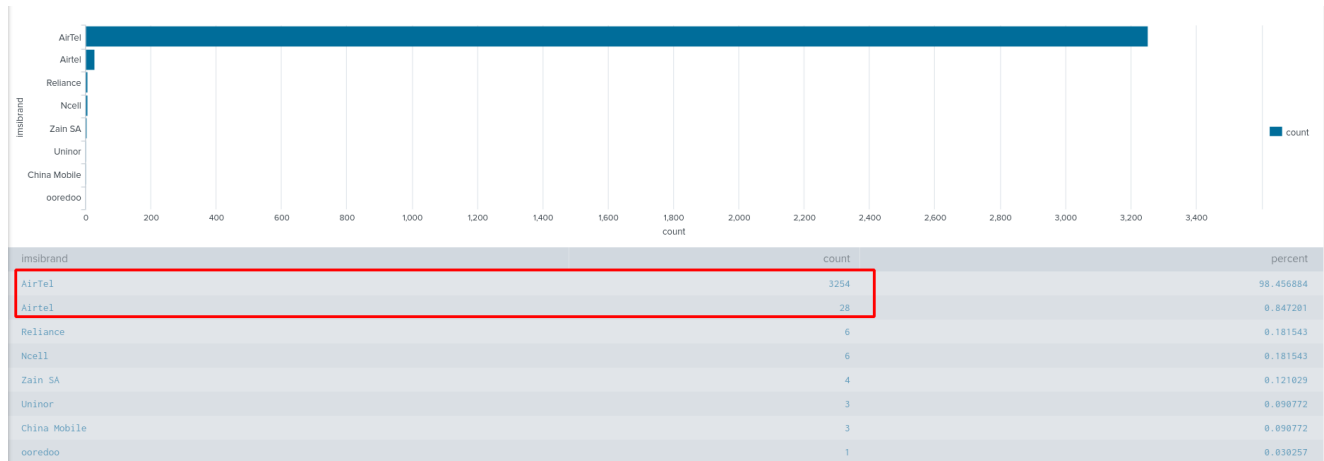 AirTel
Airtel
Reliance
Ncell
Zain SA
Uninor
China Mobile
ooredoo
imsibrand
0 200 400 600 800 1,000 1,200 1,400 1,600 1,800 2,000 2,200 2,400 2,600 2,800 3,000 3,200 3,400
count
count
imsibrand count percent
AirTel 3254 98.456884
Airtel 28 0.847201
Reliance 6 0.181543
Ncell 6 0.181543
Zain SA 4 0.121029
Uninor 3 0.090772
China Mobile 3 0.090772
ooredoo 1 0.030257